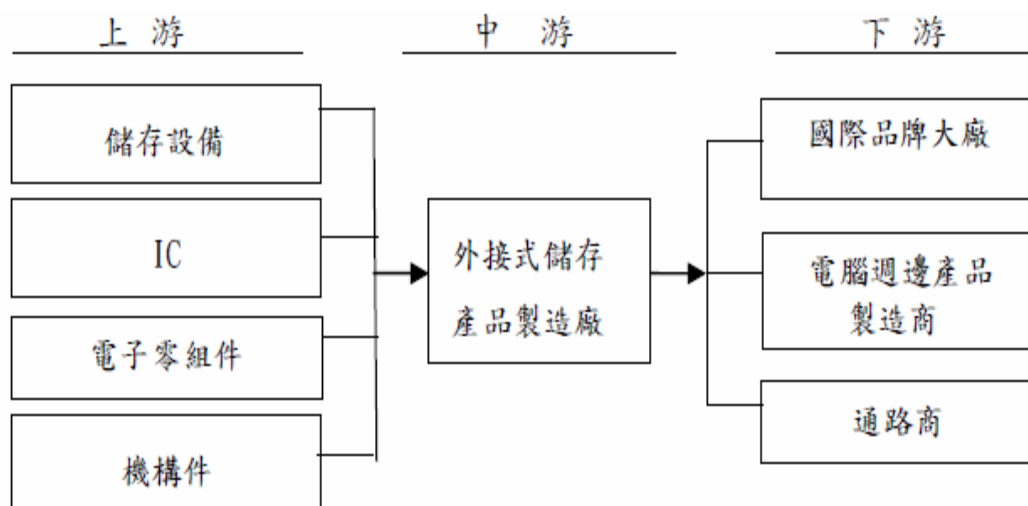 上 游
中 游
下 游
儲存設備
IC
電子零組件
機構件
外接式儲存
產品製造廠
國際品牌大廠
電腦週邊產品
製造商
通路商